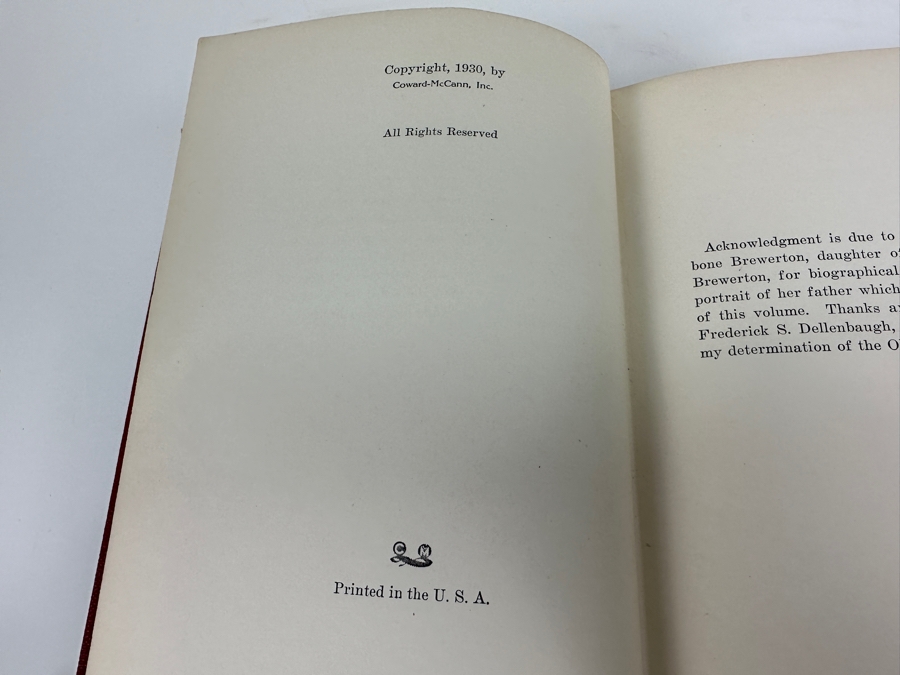 Copyright, 1930, by
Coward-McCann, Inc.
All Rights Reserved
C M
Printed in the U. S. A.
Acknowledgment is due to
bone Brewerton, daughter of
Brewerton, for biographical
portrait of her father which
of this volume. Thanks a
Frederick S. Dellenbaugh,
my determination of the O